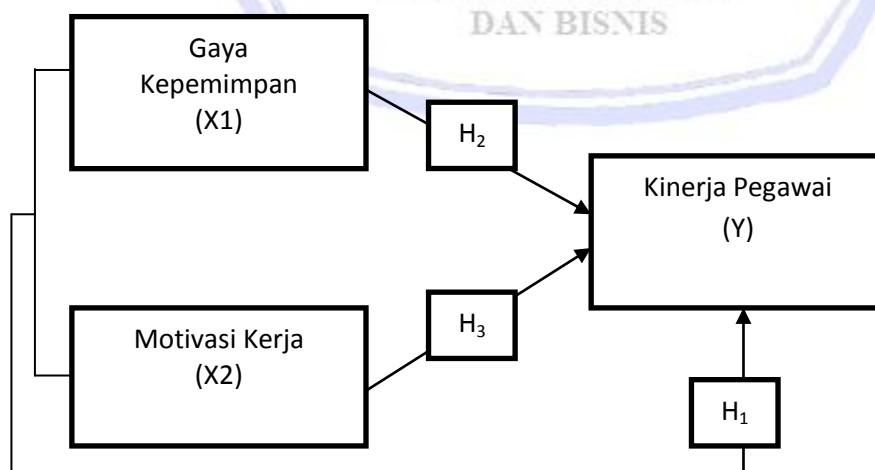 DAN BISNIS
Gaya
Kepemimpan
(X1)
H₂
Kinerja Pegawai
(Y)
Motivasi Kerja
(X2)
H₃
H₁